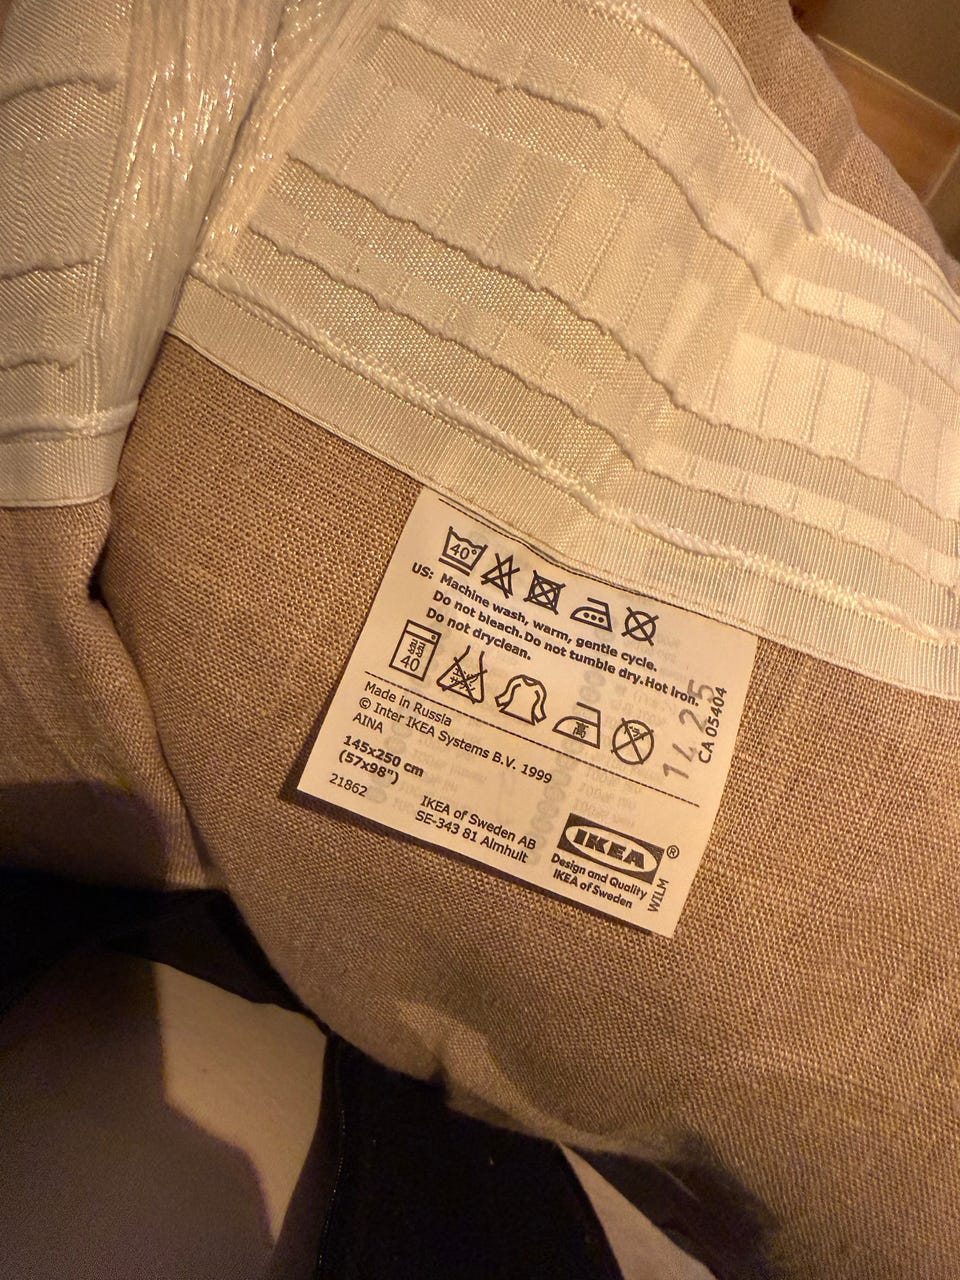 40°
US: Machine wash, warm, gentle cycle.
Do not bleach. Do not tumble dry. Hot iron.
Do not dryclean.
40
高
Made in Russia
© Inter IKEA Systems B.V. 1999
AINA
145x250 cm
(57x98")
21862
IKEA of Sweden AB
SE-343 81 Älmhult
IKEA®
Design and Quality
IKEA of Sweden
WILM
1425
CA 05404